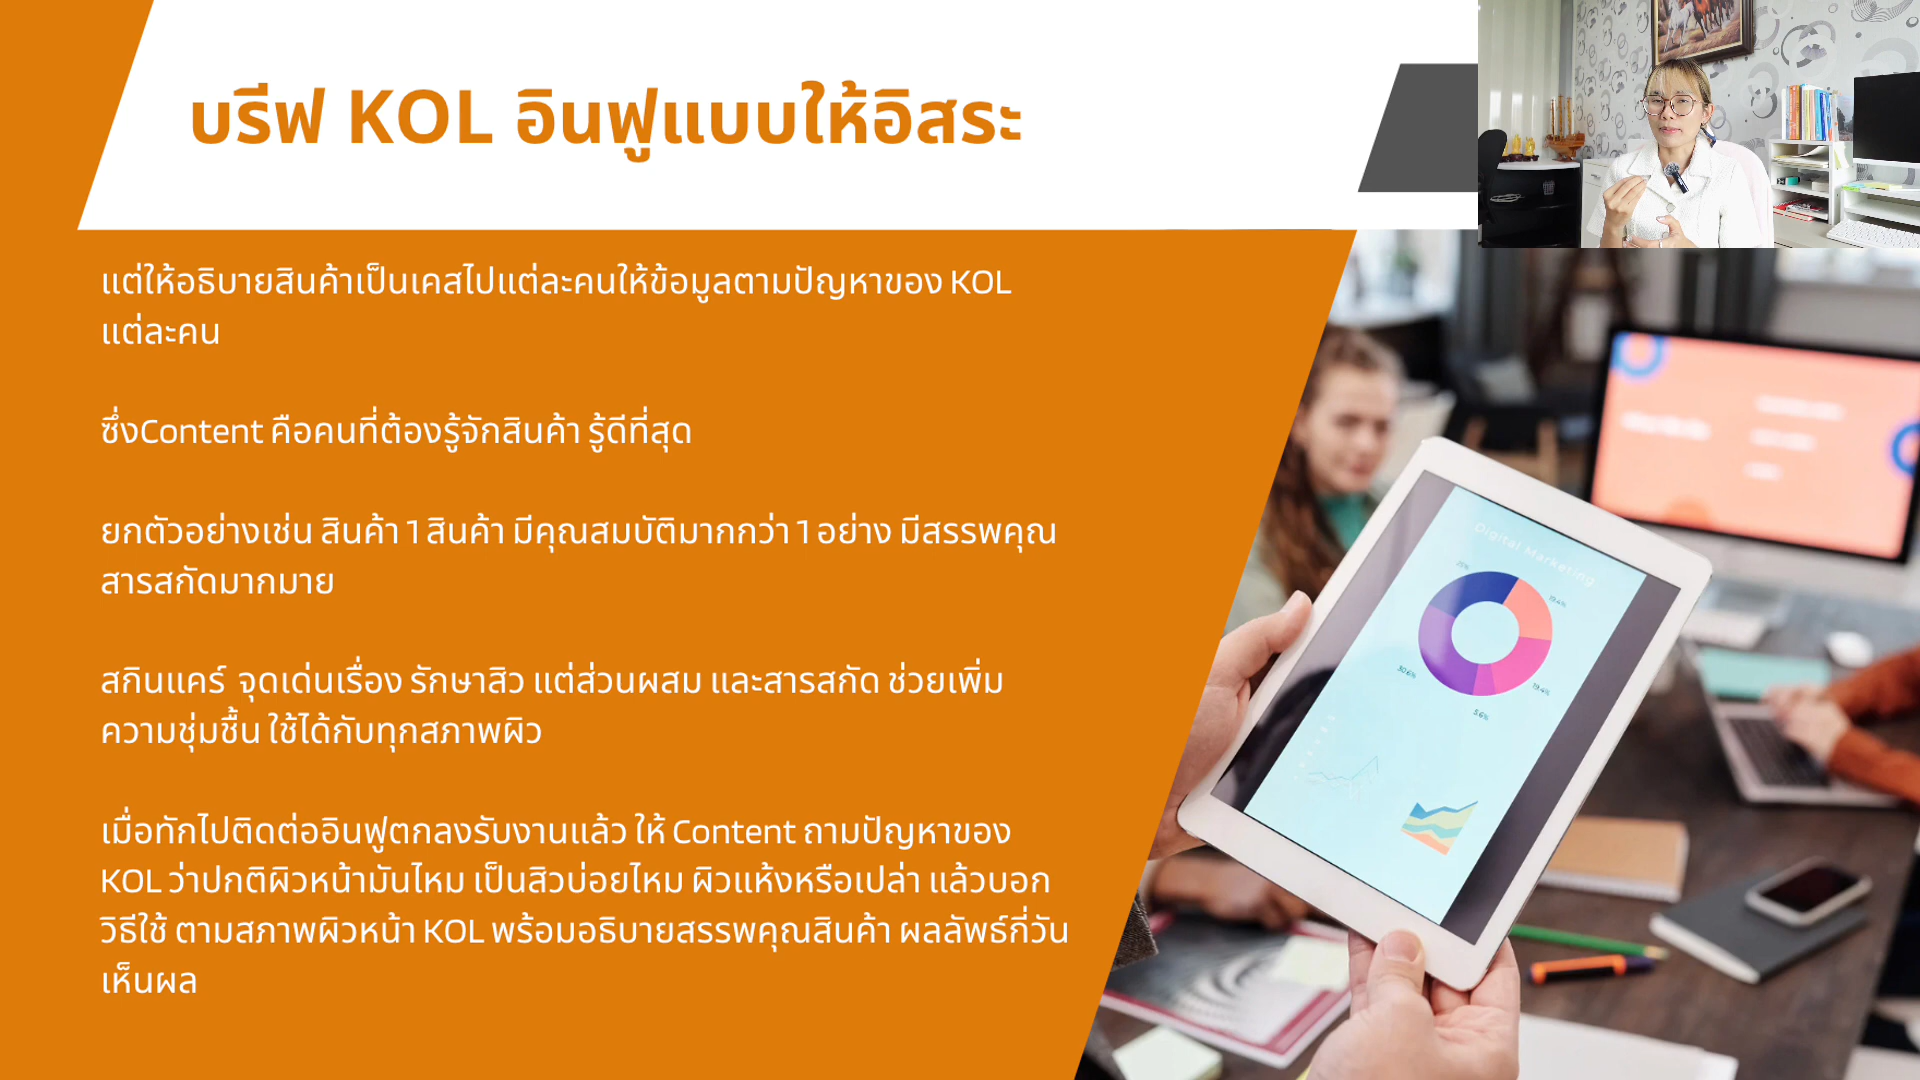 บรีฟ KOL อินฟูแบบให้อิสระ
แต่ให้อธิบายสินค้าเป็นเคสไปแต่ละคนให้ข้อมูลตามปัญหาของ KOL
แต่ละคน
ซึ่งContent คือคนที่ต้องรู้จักสินค้า รู้ดีที่สุด
ยกตัวอย่างเช่น สินค้า 1 สินค้า มีคุณสมบัติมากกว่า 1 อย่าง มีสรรพคุณ
สารสกัดมากมาย
สกินแคร์ จุดเด่นเรื่อง รักษาสิว แต่ส่วนผสม และสารสกัด ช่วยเพิ่ม
ความชุ่มชื้น ใช้ได้กับทุกสภาพผิว
เมื่อทักไปติดต่ออินฟูตกลงรับงานแล้ว ให้ Content ถามปัญหาของ
KOL ว่าปกติผิวหน้ามันไหม เป็นสิวบ่อยไหม ผิวแห้งหรือเปล่า แล้วบอก
วิธีใช้ ตามสภาพผิวหน้า KOL พร้อมอธิบายสรรพคุณสินค้า ผลลัพธ์กี่วัน
เห็นผล
Digital Marketing
25%
19.4%
30.6%
19.4%
5.6%